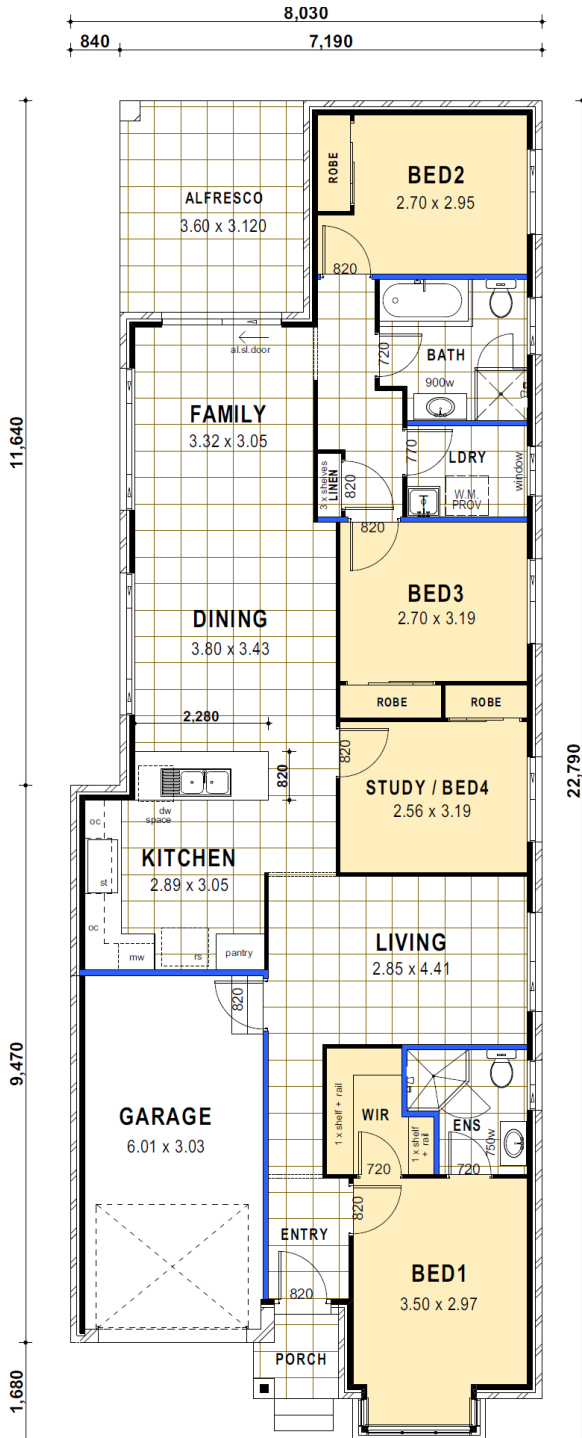 8,030
840
7,190
ROBE
BED2
2.70 x 2.95
ALFRESCO
3.60 x 3.120
820
al.sl.door
720
BATH
900w
11,640
FAMILY
3.32 x 3.05
3 x shelves
LINEN
820
770
LDRY
W.M.
PROV
window
820
BED3
2.70 x 3.19
DINING
3.80 x 3.43
ROBE
ROBE
2,280
820
820
STUDY / BED4
2.56 x 3.19
22,790
dw
space
oc
KITCHEN
2.89 x 3.05
st
oc
mw
rs
pantry
LIVING
2.85 x 4.41
820
9,470
GARAGE
6.01 x 3.03
1 x shelf + rail
WIR
1 x shelf
+ rail
ENS
750w
720
720
820
ENTRY
820
BED1
3.50 x 2.97
PORCH
1,680